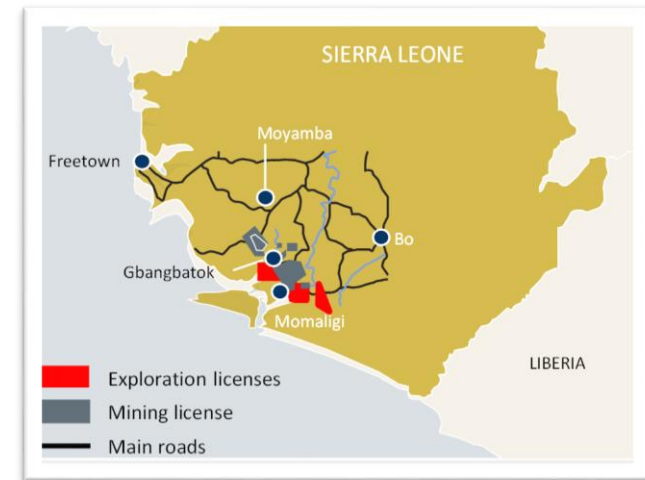 SIERRA LEONE
Moyamba
Freetown
Bo
Gbangbatok
Momaligi
LIBERIA
Exploration licenses
Mining license
Main roads